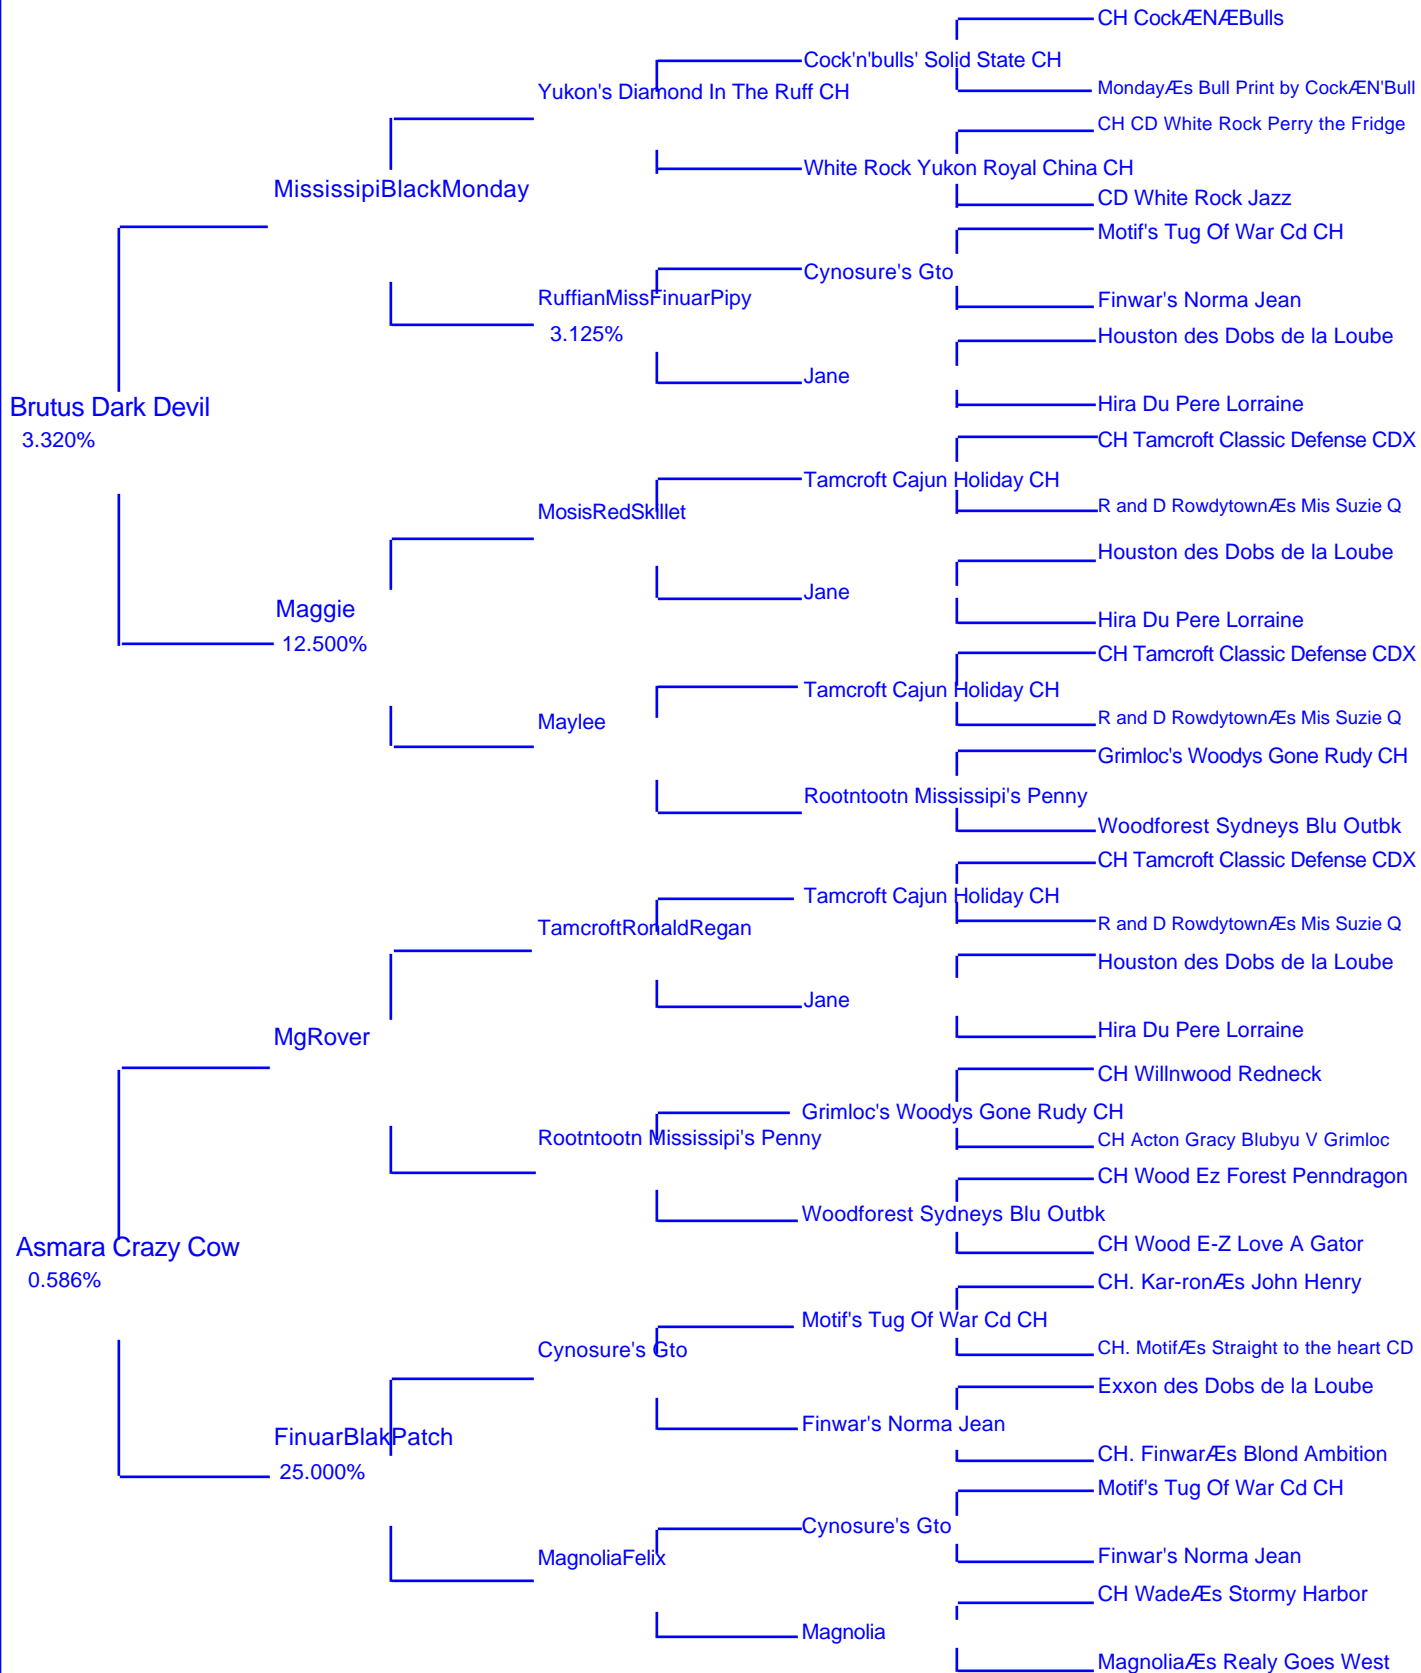 CH CockÆNÆBulls
Cock'n'bulls' Solid State CH
Yukon's Diamond In The Ruff CH
MondayÆs Bull Print by CockÆN'Bull
CH CD White Rock Perry the Fridge
White Rock Yukon Royal China CH
MississipiBlackMonday
CD White Rock Jazz
Motif's Tug Of War Cd CH
Cynosure's Gto
RuffianMissFinuarPipy
Finwar's Norma Jean
3.125%
Houston des Dobs de la Loube
Jane
Brutus Dark Devil
Hira Du Pere Lorraine
3.320%
CH Tamcroft Classic Defense CDX
Tamcroft Cajun Holiday CH
MosisRedSkillet
R and D RowdytownÆs Mis Suzie Q
Houston des Dobs de la Loube
Jane
Maggie
Hira Du Pere Lorraine
12.500%
CH Tamcroft Classic Defense CDX
Tamcroft Cajun Holiday CH
Maylee
R and D RowdytownÆs Mis Suzie Q
Grimloc's Woodys Gone Rudy CH
Rootntootn Mississipi's Penny
Woodforest Sydneys Blu Outbk
CH Tamcroft Classic Defense CDX
Tamcroft Cajun Holiday CH
TamcroftRonaldRegan
R and D RowdytownÆs Mis Suzie Q
Houston des Dobs de la Loube
Jane
MgRover
Hira Du Pere Lorraine
CH Willnwood Redneck
Grimloc's Woodys Gone Rudy CH
Rootntootn Mississipi's Penny
CH Acton Gracy Blubyu V Grimloc
CH Wood Ez Forest Penndragon
Woodforest Sydneys Blu Outbk
Asmara Crazy Cow
CH Wood E-Z Love A Gator
0.586%
CH. Kar-ronÆs John Henry
Motif's Tug Of War Cd CH
Cynosure's Gto
CH. MotifÆs Straight to the heart CD
Exxon des Dobs de la Loube
Finwar's Norma Jean
FinuarBlakPatch
CH. FinwarÆs Blond Ambition
25.000%
Motif's Tug Of War Cd CH
Cynosure's Gto
MagnoliaFelix
Finwar's Norma Jean
CH WadeÆs Stormy Harbor
Magnolia
MagnoliaÆs Realy Goes West